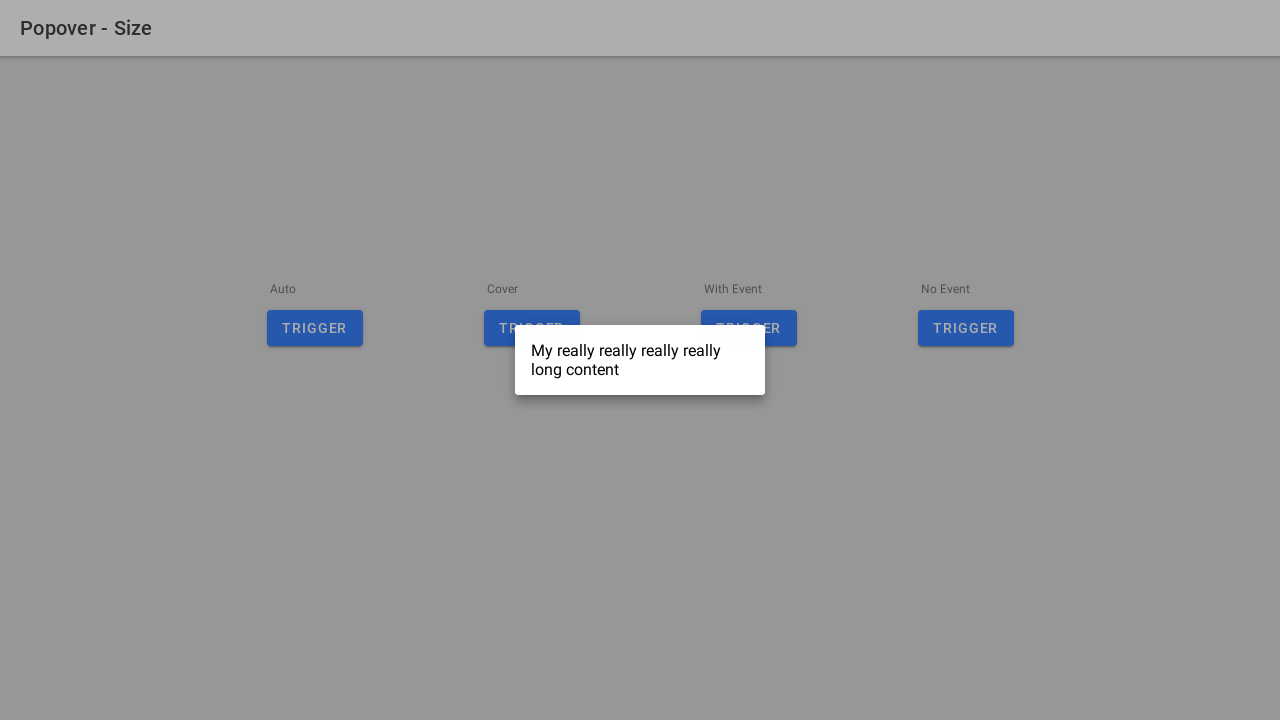 Popover - Size
Auto
Cover
With Event
No Event
TRIGGER
TRIGGER
TRIGGER
TRIGGER
My really really really really
long content